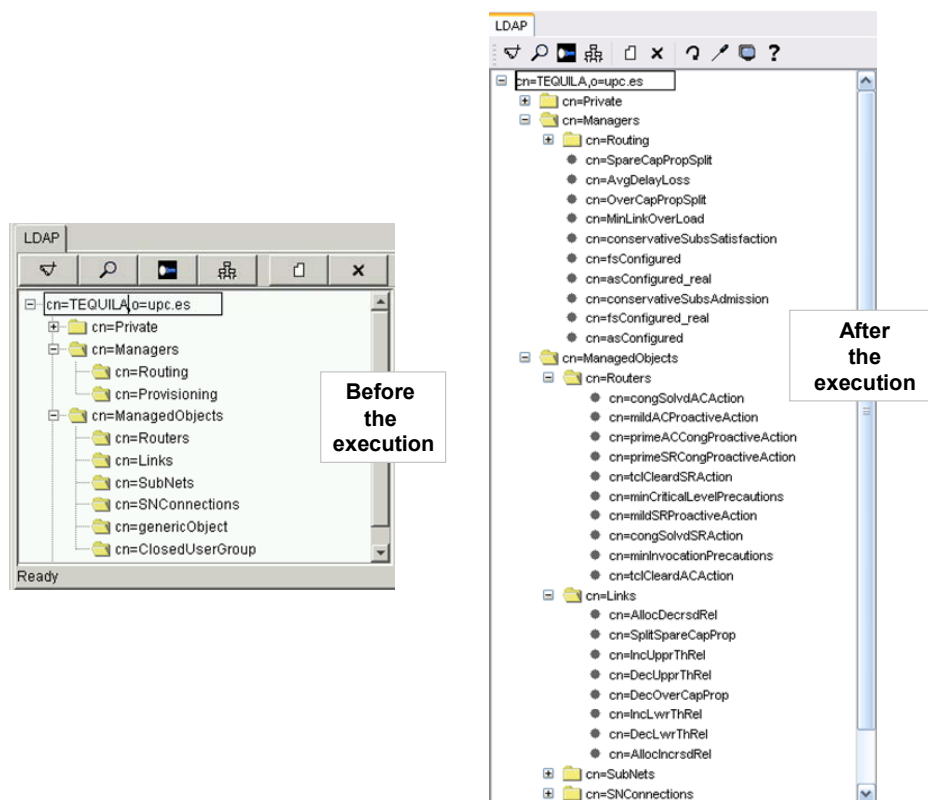 LDAP
cn=TEQUILA,o=upc.es
cn=Private
cn=Managers
cn=Routing
cn=Provisioning
cn=ManagedObjects
cn=Routers
cn=Links
cn=SubNets
cn=SNConnections
cn=genericObject
cn=ClosedUserGroup
Ready
Before
the
execution
LDAP
?
cn=TEQUILA,o=upc.es
cn=Private
cn=Managers
cn=Routing
cn=SpareCapPropSplit
cn=AvgDelayLoss
cn=OverCapPropSplit
cn=MinLinkOverLoad
cn=conservativeSubsSatisfaction
cn=fsConfigured
cn=asConfigured_real
cn=conservativeSubsAdmission
cn=fsConfigured_real
cn=asConfigured
cn=ManagedObjects
cn=Routers
cn=congSolvdACAction
cn=mildACProactiveAction
cn=primeACCongProactiveAction
cn=primeSRCongProactiveAction
cn=tclCleardSRAction
cn=minCriticalLevelPrecautions
cn=mildSRProactiveAction
cn=congSolvdSRAction
cn=minInvocationPrecautions
cn=tclCleardACAction
cn=Links
cn=AllocDecrsdRel
cn=SplitSpareCapProp
cn=IncUpprThRel
cn=DecUpprThRel
cn=DecOverCapProp
cn=IncLwrThRel
cn=DecLwrThRel
cn=AllocIncrsdRel
cn=SubNets
cn=SNConnections
After
the
execution